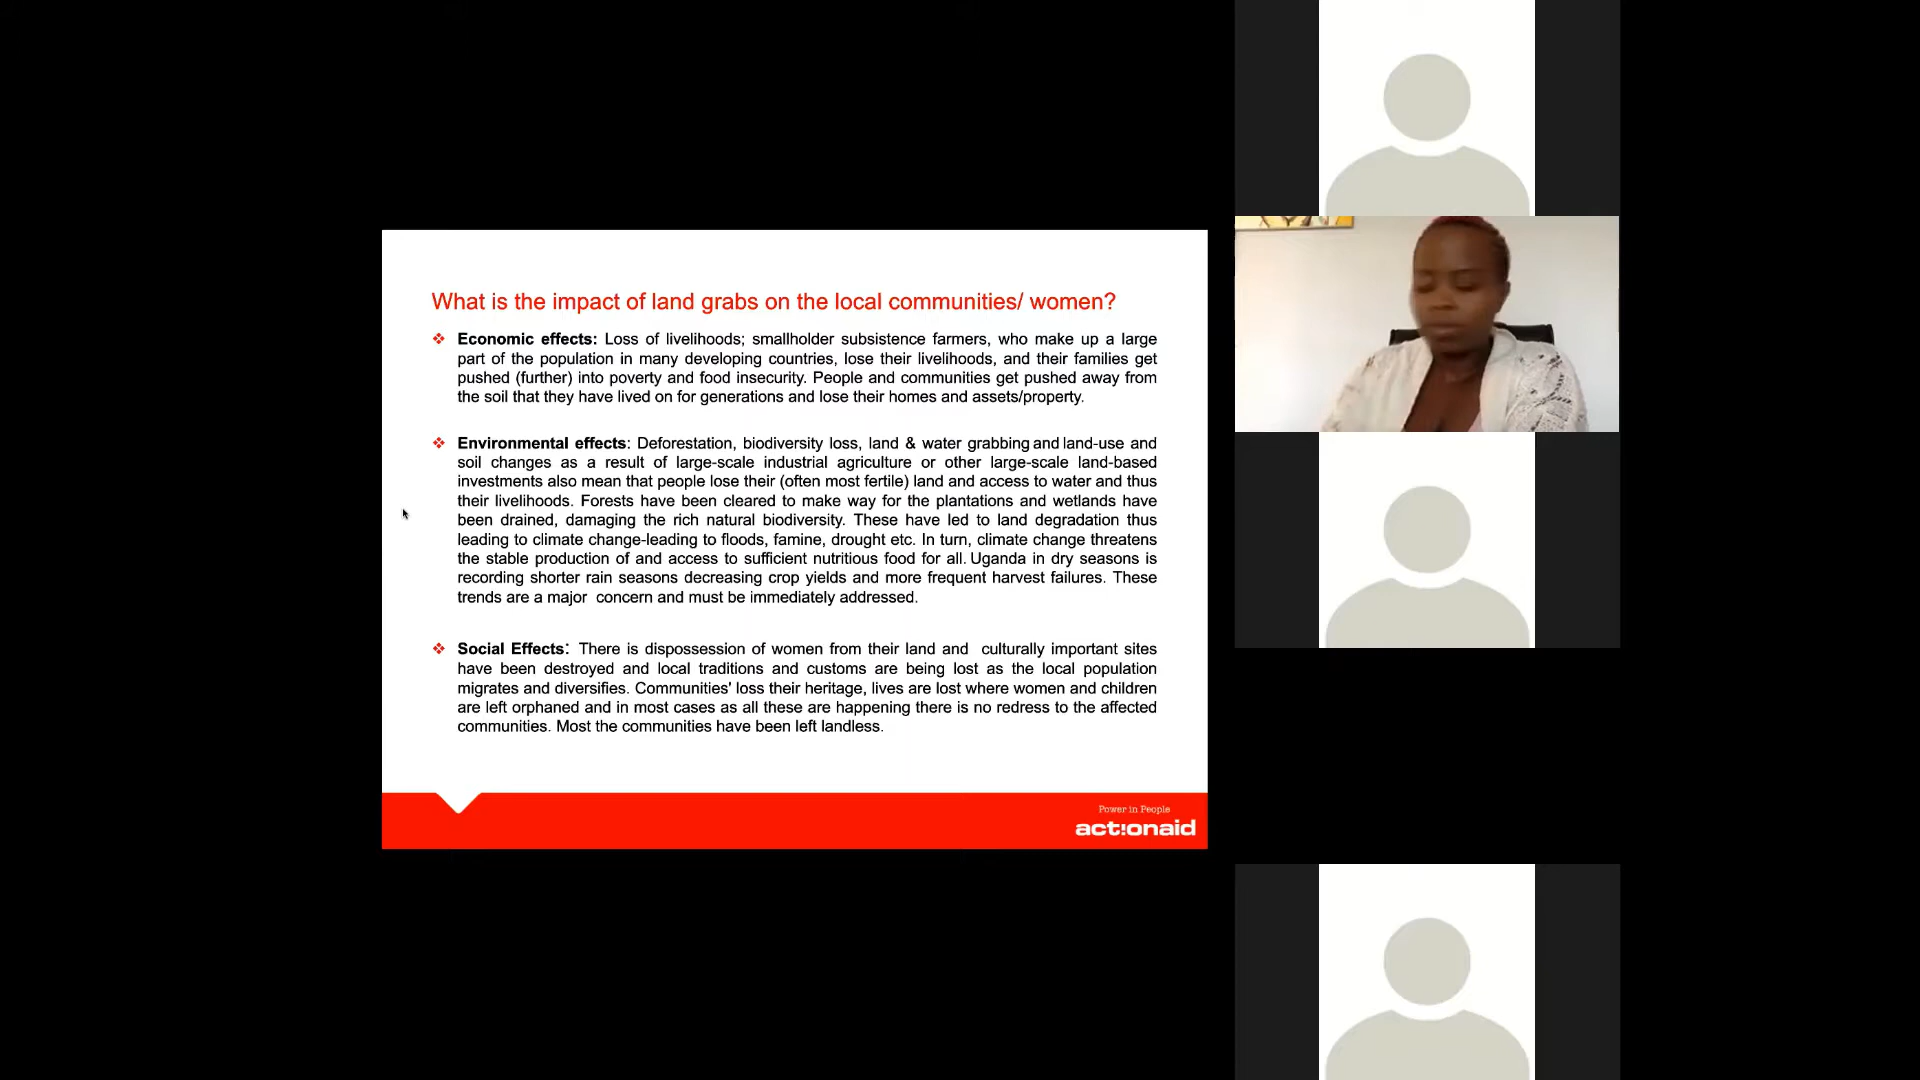 What is the impact of land grabs on the local communities/ women?
❖ Economic effects: Loss of livelihoods; smallholder subsistence farmers, who make up a large
part of the population in many developing countries, lose their livelihoods, and their families get
pushed (further) into poverty and food insecurity. People and communities get pushed away from
the soil that they have lived on for generations and lose their homes and assets/property.
❖ Environmental effects: Deforestation, biodiversity loss, land & water grabbing and land-use and
soil changes as a result of large-scale industrial agriculture or other large-scale land-based
investments also mean that people lose their (often most fertile) land and access to water and thus
their livelihoods. Forests have been cleared to make way for the plantations and wetlands have
been drained, damaging the rich natural biodiversity. These have led to land degradation thus
leading to climate change-leading to floods, famine, drought etc. In turn, climate change threatens
the stable production of and access to sufficient nutritious food for all. Uganda in dry seasons is
recording shorter rain seasons decreasing crop yields and more frequent harvest failures. These
trends are a major concern and must be immediately addressed.
❖ Social Effects: There is dispossession of women from their land and culturally important sites
have been destroyed and local traditions and customs are being lost as the local population
migrates and diversifies. Communities' loss their heritage, lives are lost where women and children
are left orphaned and in most cases as all these are happening there is no redress to the affected
communities. Most the communities have been left landless.
Power in People
act!onaid